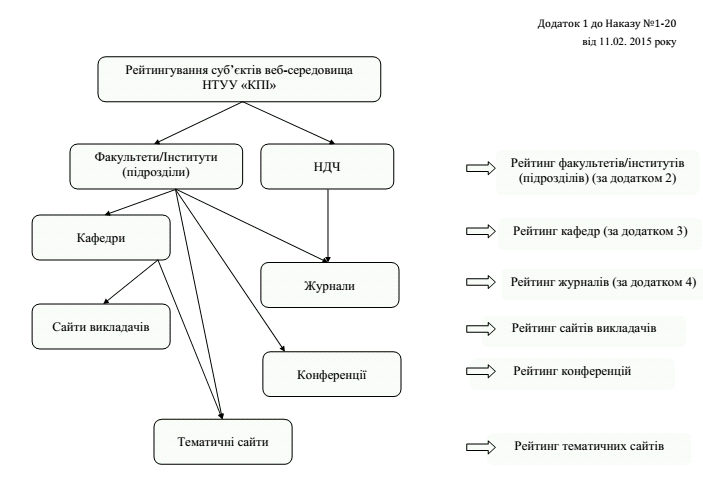 Додаток 1 до Наказу №1-20
від 11.02. 2015 року
Рейтингування суб’єктів веб-середовища
НТУУ «КПІ»
Факультети/Інститути
(підрозділи)
НДЧ
Рейтинг факультетів/інститутів
(підрозділів) (за додатком 2)
Кафедри
Рейтинг кафедр (за додатком 3)
Журнали
Рейтинг журналів (за додатком 4)
Сайти викладачів
Рейтинг сайтів викладачів
Конференції
Рейтинг конференцій
Тематичні сайти
Рейтинг тематичних сайтів